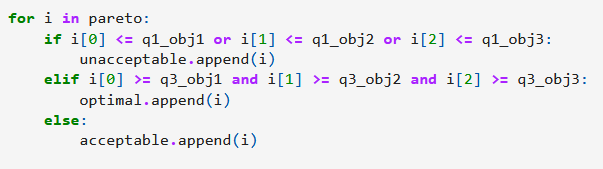 for i in pareto:
    if i[0] <= q1_obj1 or i[1] <= q1_obj2 or i[2] <= q1_obj3:
        unacceptable.append(i)
    elif i[0] >= q3_obj1 and i[1] >= q3_obj2 and i[2] >= q3_obj3:
        optimal.append(i)
    else:
        acceptable.append(i)